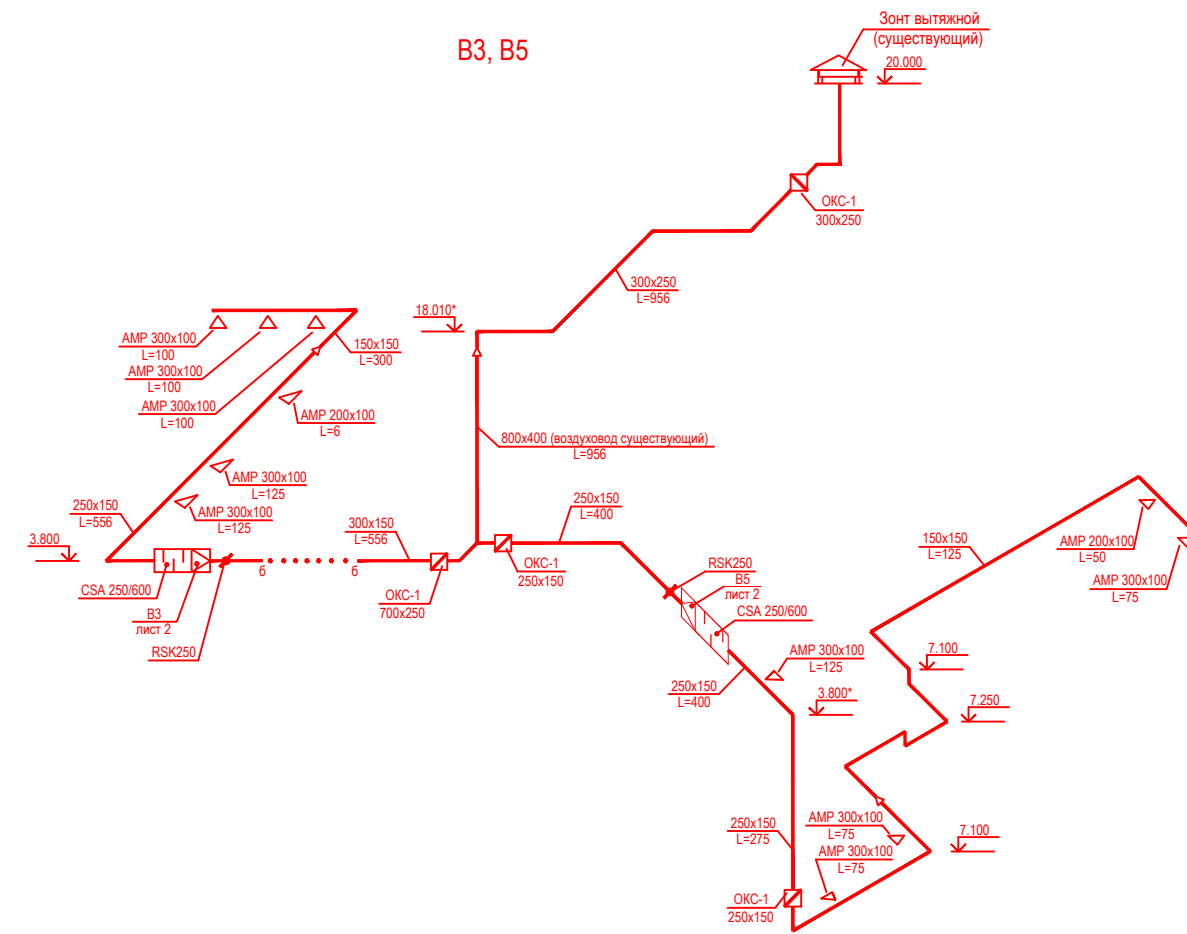 В3, В5
Зонт вытяжной
(существующий)
20.000
ОКС-1
300х250
300х250
L=956
18.010*
АМР 300х100
L=100
АМР 300х100
L=100
АМР 300х100
L=100
150х150
L=300
АМР 200х100
L=6
АМР 300х100
L=125
АМР 300х100
L=125
250х150
L=556
3.800
CSA 250/600
В3
лист 2
RSK250
б
б
300х150
L=556
ОКС-1
700х250
800х400 (воздуховод существующий)
L=956
ОКС-1
250х150
250х150
L=400
RSK250
В5
лист 2
CSA 250/600
АМР 300х100
L=125
250х150
L=400
3.800*
250х150
L=275
ОКС-1
250х150
АМР 300х100
L=75
АМР 300х100
L=75
7.100
7.250
7.100
150х150
L=125
АМР 200х100
L=50
АМР 300х100
L=75